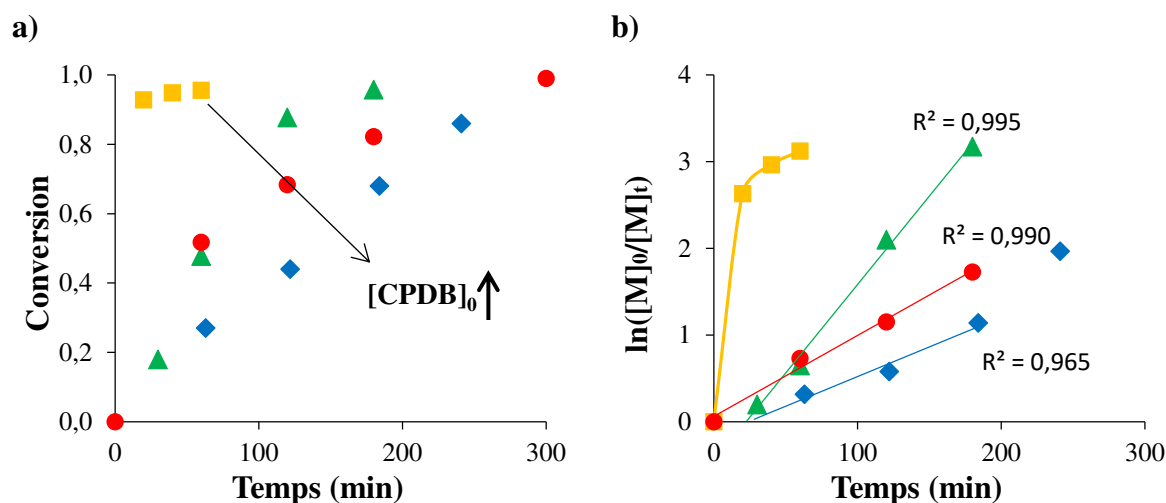 a)
1,0
0,8
0,6
0,4
0,2
0,0
Conversion
[CPDB]₀
0
100
200
300
Temps (min)
b)
4
3
2
1
0
ln([M]₀/[M]ₜ)
R² = 0,995
R² = 0,990
R² = 0,965
0
100
200
300
Temps (min)